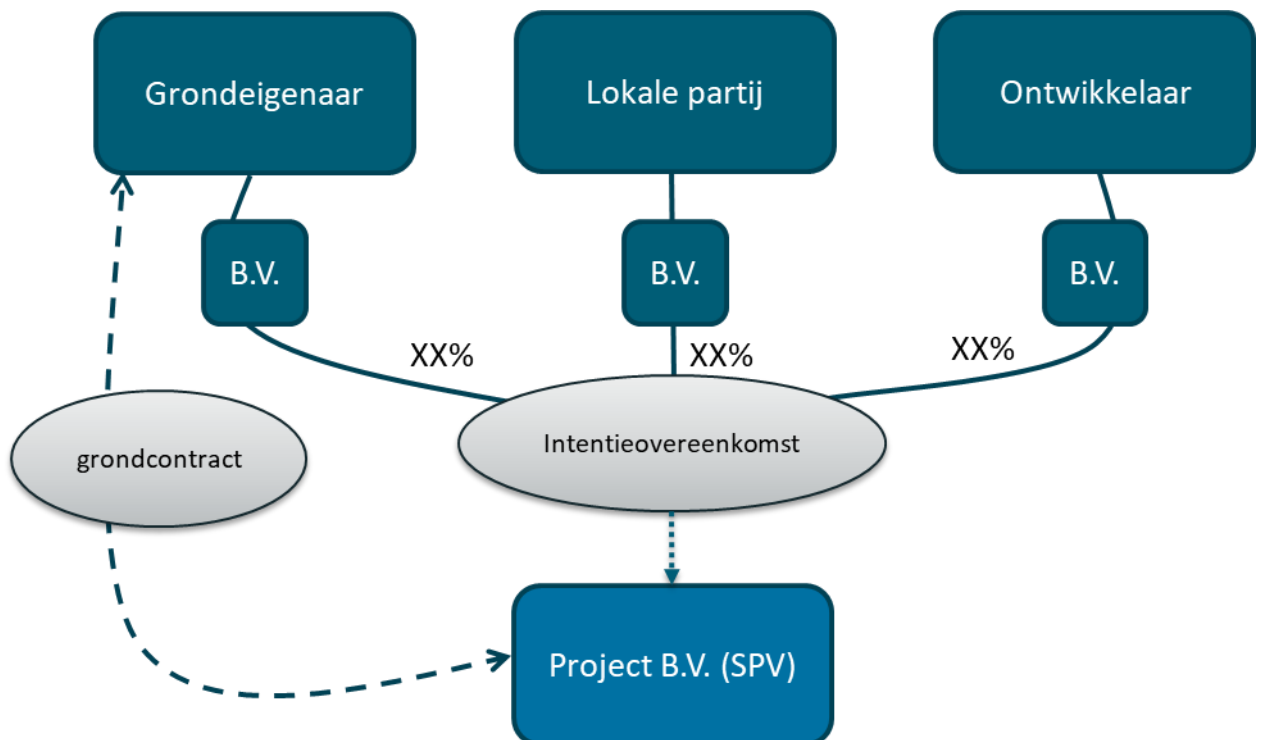 Grondeigenaar
Lokale partij
Ontwikkelaar
B.V.
B.V.
B.V.
XX%
XX%
XX%
grondcontract
Intentieovereenkomst
Project B.V. (SPV)